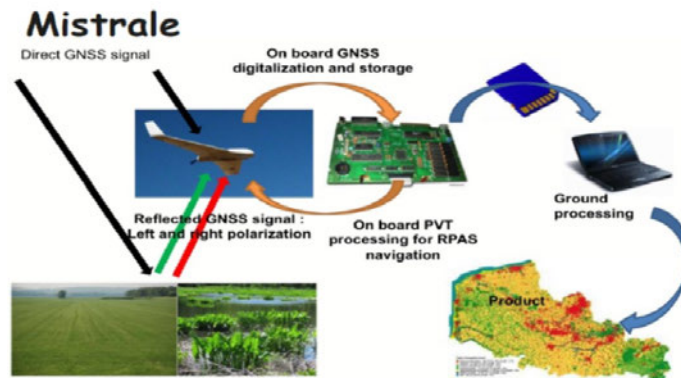 Mistrale
Direct GNSS signal
On board GNSS
digitalization and storage
Ground
processing
Reflected GNSS signal :
Left and right polarization
On board PVT
processing for RPAS
navigation
Product